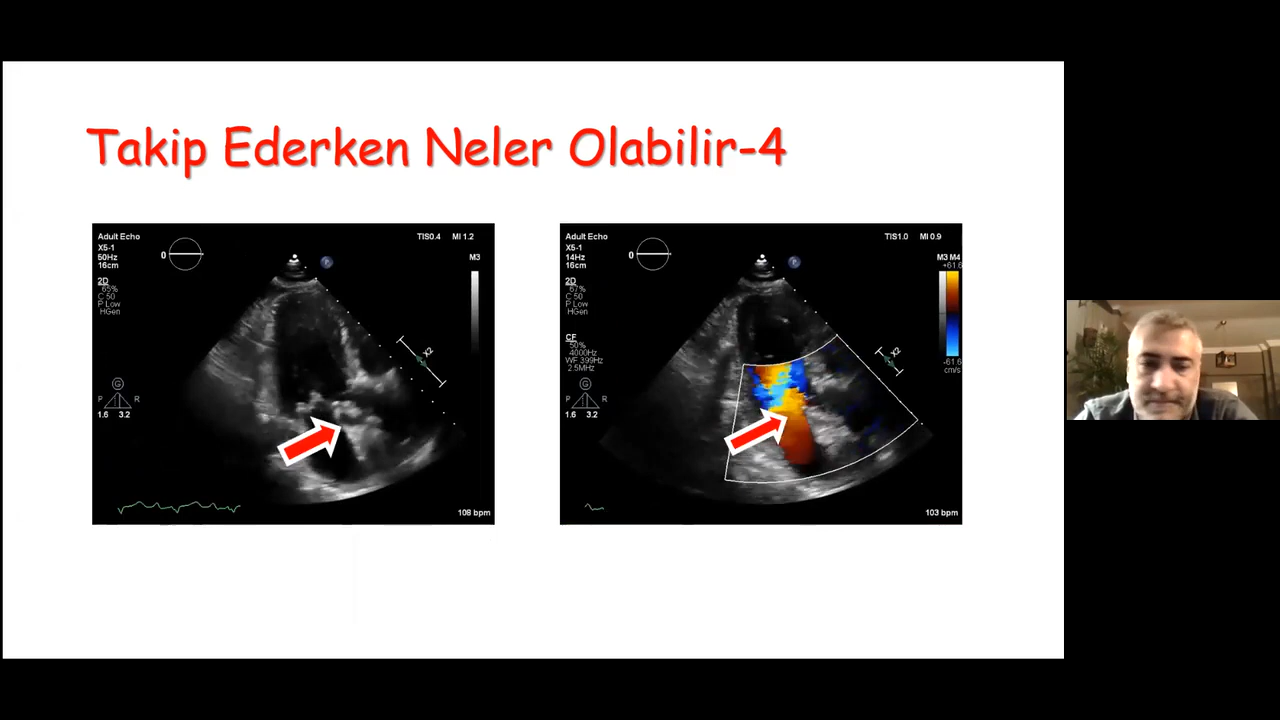 Takip Ederken Neler Olabilir-4
Adult Echo
X5-1
50Hz
16cm
2D
65%
C 50
P Low
HGen
TIS0.4 MI 1.2
M3
0
X2
G
P R
1.6 3.2
108 bpm
Adult Echo
X5-1
14Hz
16cm
2D
67%
C 50
P Low
HGen
CF
50%
4000Hz
WF 399Hz
2.5MHz
TIS1.0 MI 0.9
M3 M4
+61.6
-61.6
cm/s
0
X2
G
P R
1.6 3.2
103 bpm